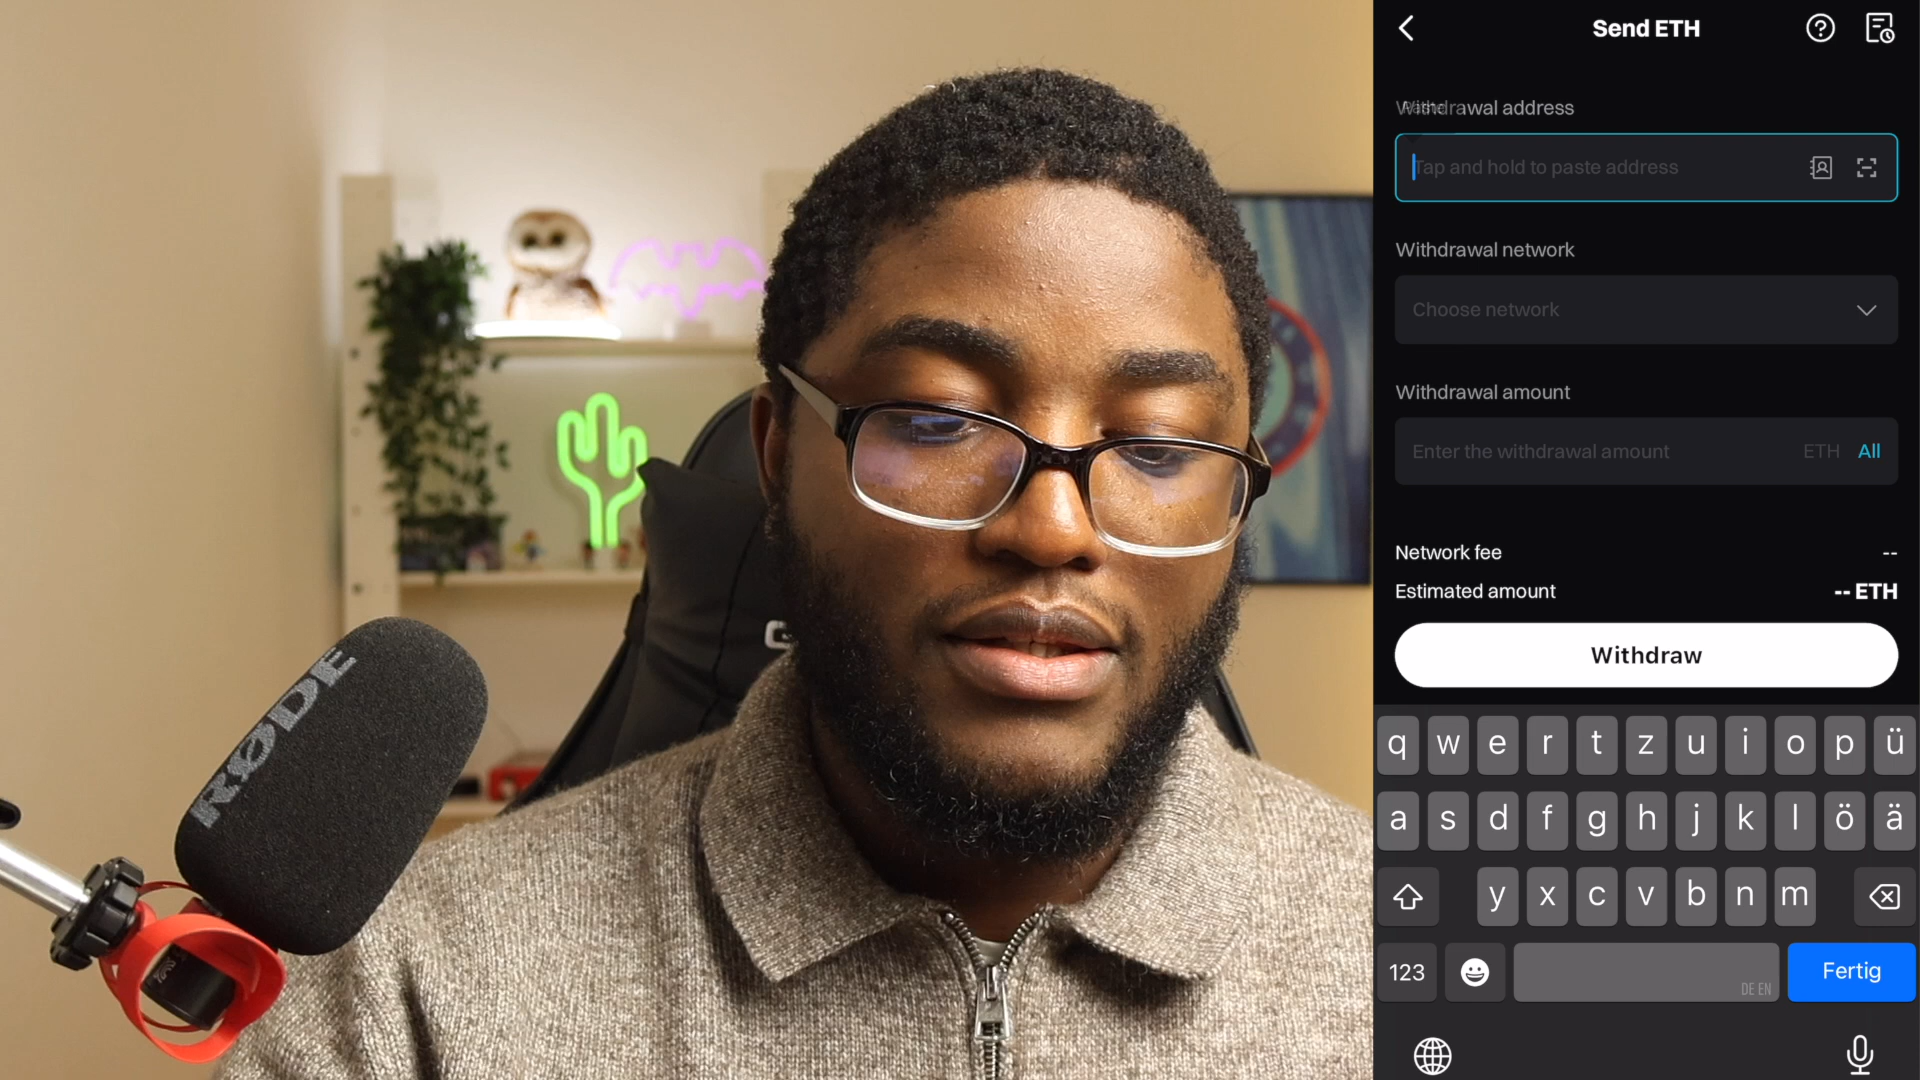 RØDE
Send ETH
Withdrawal address
Tap and hold to paste address
Withdrawal network
Choose network
Withdrawal amount
Enter the withdrawal amount ETH All
Network fee --
Estimated amount -- ETH
Withdraw
q w e r t z u i o p ü
a s d f g h j k l ö ä
y x c v b n m
123 DE EN Fertig